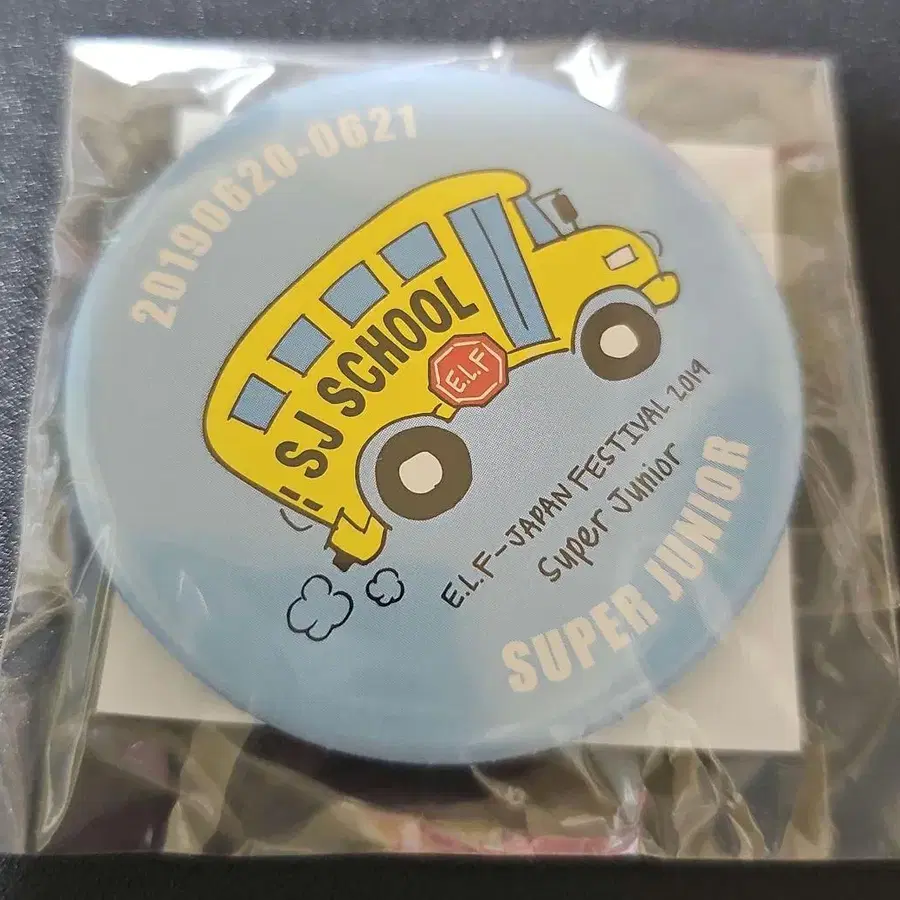 20190620-0621
SJ SCHOOL
E.L.F
E.L.F-JAPAN FESTIVAL 2019
Super Junior
SUPER JUNIOR